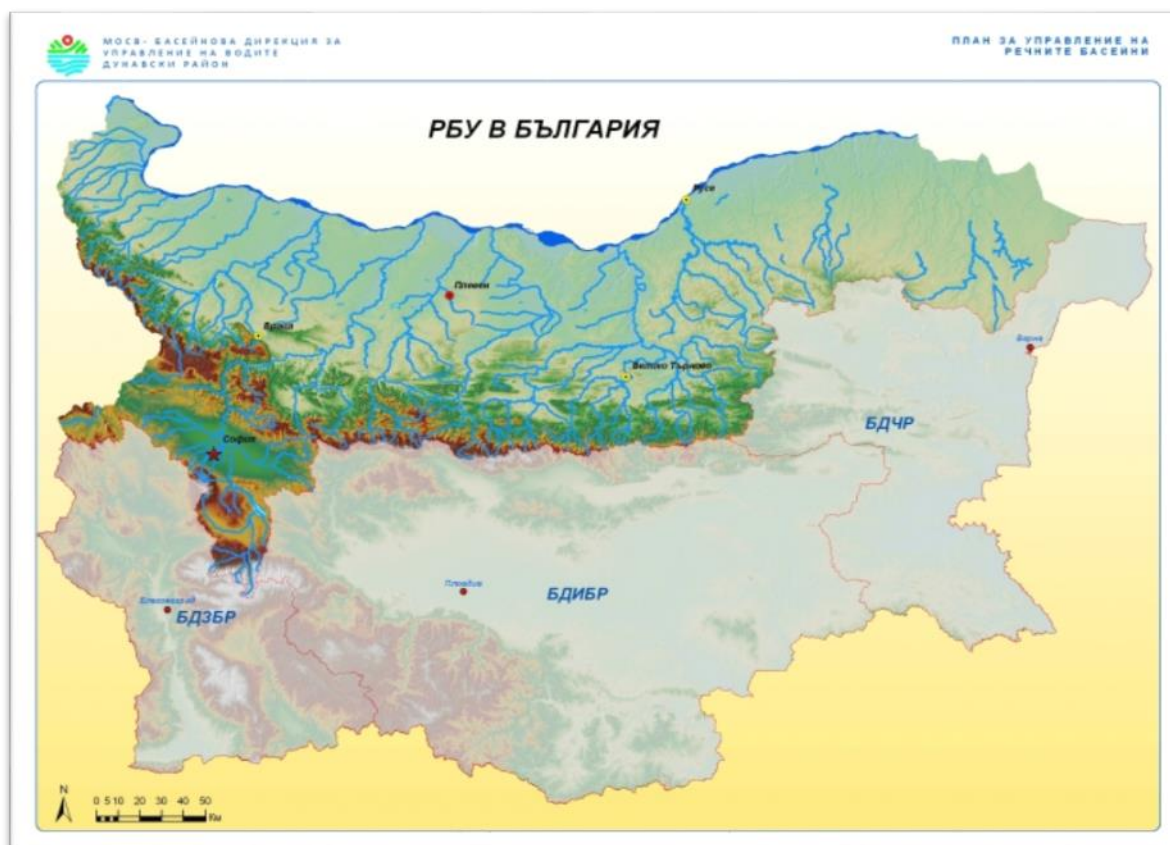 МОСВ- БАСЕЙНОВА ДИРЕКЦИЯ ЗА
УПРАВЛЕНИЕ НА ВОДИТЕ
ДУНАВСКИ РАЙОН
ПЛАН ЗА УПРАВЛЕНИЕ НА
РЕЧНИТЕ БАСЕЙНИ
РБУ В БЪЛГАРИЯ
Русе
Плевен
Враца
Варна
Велико Търново
БДЧР
София
Пловдив
БДИБР
Благоевград
БДЗБР
N
0 5 10 20 30 40 50
Км